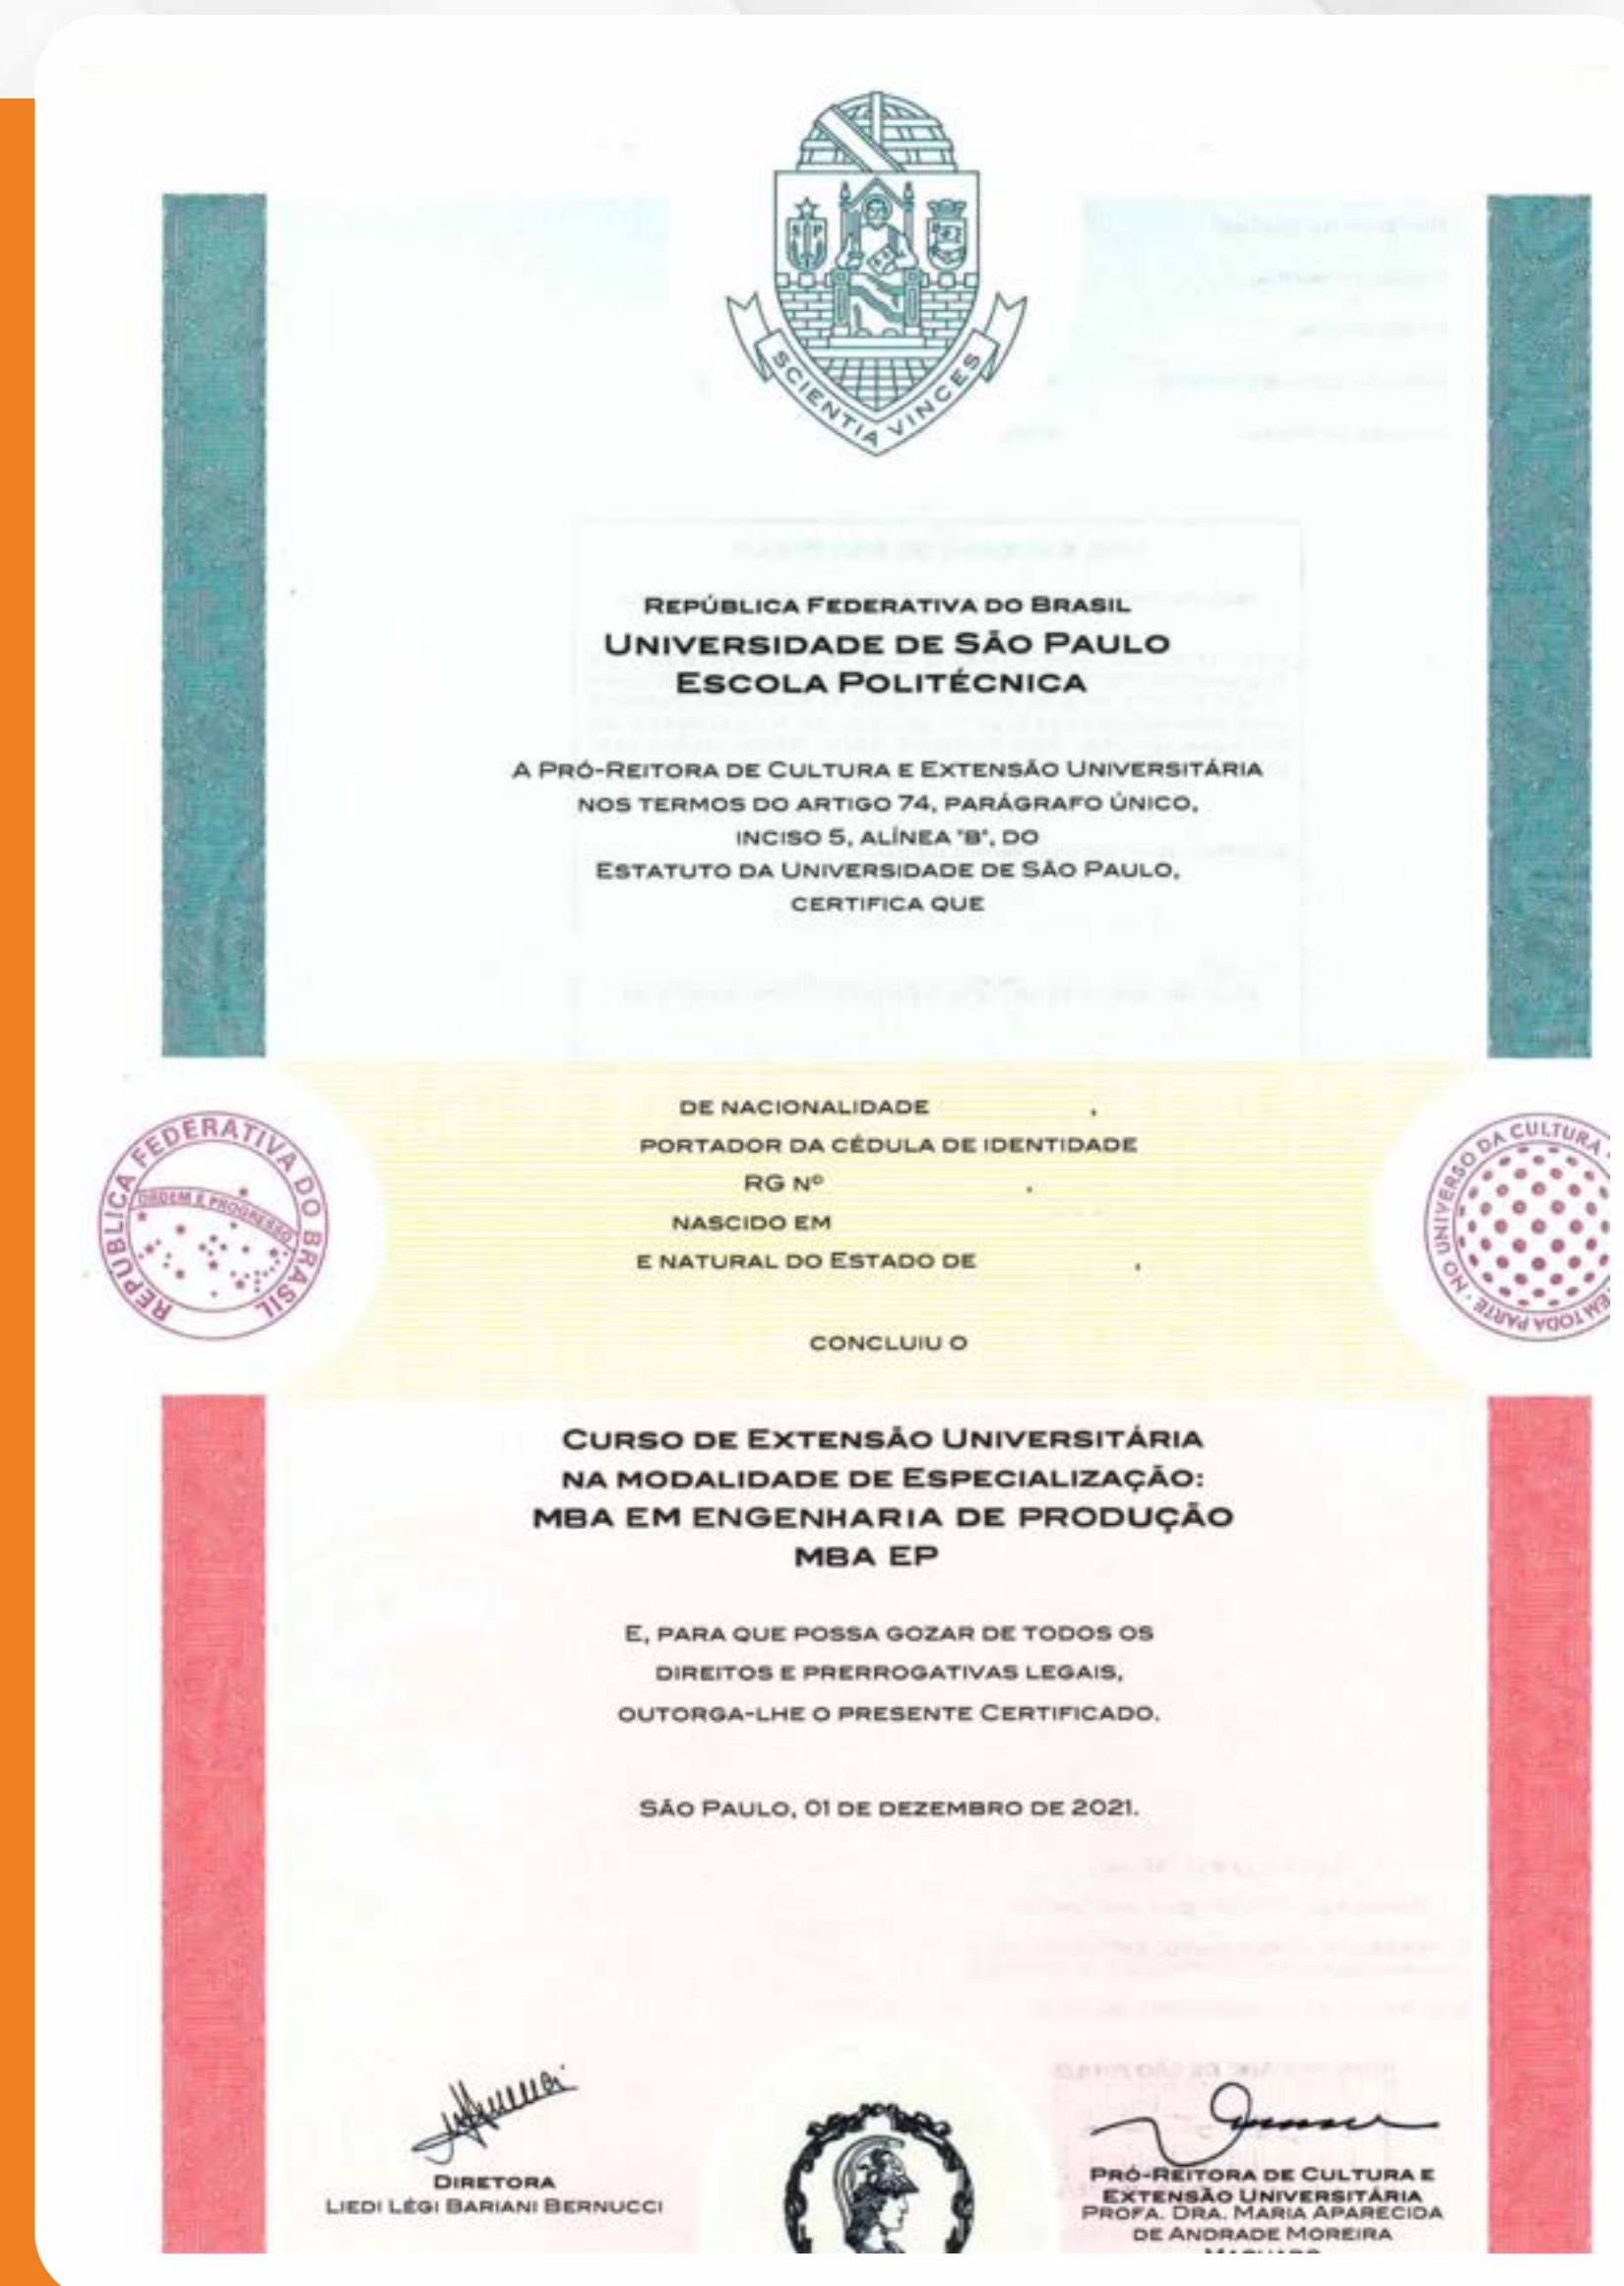 SCIENTIA VINCES
REPÚBLICA FEDERATIVA DO BRASIL
UNIVERSIDADE DE SÃO PAULO
ESCOLA POLITÉCNICA
A PRÓ-REITORA DE CULTURA E EXTENSÃO UNIVERSITÁRIA
NOS TERMOS DO ARTIGO 74, PARÁGRAFO ÚNICO,
INCISO 5, ALÍNEA "B", DO
ESTATUTO DA UNIVERSIDADE DE SÃO PAULO,
CERTIFICA QUE
DE NACIONALIDADE ,
PORTADOR DA CÉDULA DE IDENTIDADE
RG Nº ,
NASCIDO EM
E NATURAL DO ESTADO DE ,
REPUBLICA FEDERATIVA DO BRASIL
ORDEM E PROGRESSO
NO UNIVERSO DA CULTURA
EM TODA PARTE
CONCLUIU O
CURSO DE EXTENSÃO UNIVERSITÁRIA
NA MODALIDADE DE ESPECIALIZAÇÃO:
MBA EM ENGENHARIA DE PRODUÇÃO
MBA EP
E, PARA QUE POSSA GOZAR DE TODOS OS
DIREITOS E PRERROGATIVAS LEGAIS,
OUTORGA-LHE O PRESENTE CERTIFICADO.
SÃO PAULO, 01 DE DEZEMBRO DE 2021.
DIRETORA
LIEDI LÉGI BARIANI BERNUCCI
PRÓ-REITORA DE CULTURA E
EXTENSÃO UNIVERSITÁRIA
PROFA. DRA. MARIA APARECIDA
DE ANDRADE MOREIRA